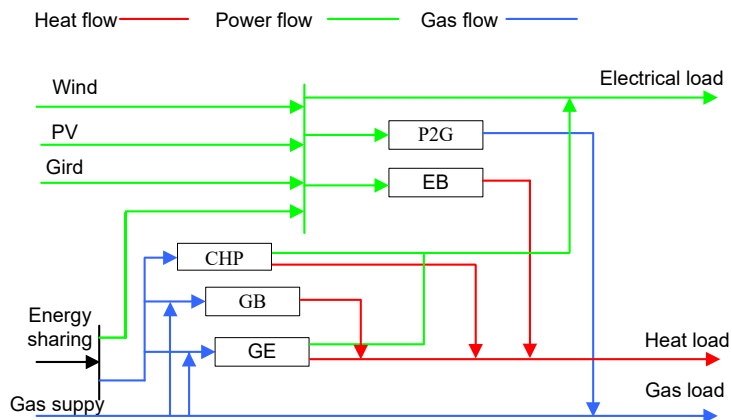 Heat flow Power flow Gas flow
Wind
Electrical load
PV
P2G
Gird
EB
CHP
Energy
sharing
GB
GE
Heat load
Gas suppy
Gas load